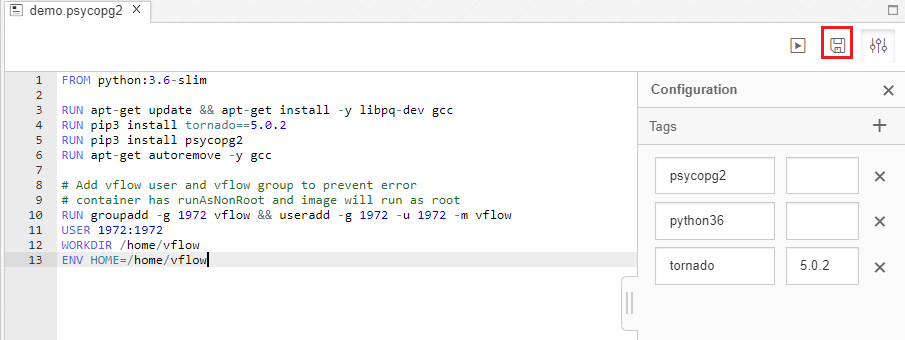 demo.psycopg2 X
1 FROM python:3.6-slim
2
3 RUN apt-get update && apt-get install -y libpq-dev gcc
4 RUN pip3 install tornado==5.0.2
5 RUN pip3 install psycopg2
6 RUN apt-get autoremove -y gcc
7
8 # Add vflow user and vflow group to prevent error
9 # container has runAsNonRoot and image will run as root
10 RUN groupadd -g 1972 vflow && useradd -g 1972 -u 1972 -m vflow
11 USER 1972:1972
12 WORKDIR /home/vflow
13 ENV HOME=/home/vflow
Configuration
Tags
psycopg2
python36
tornado 5.0.2